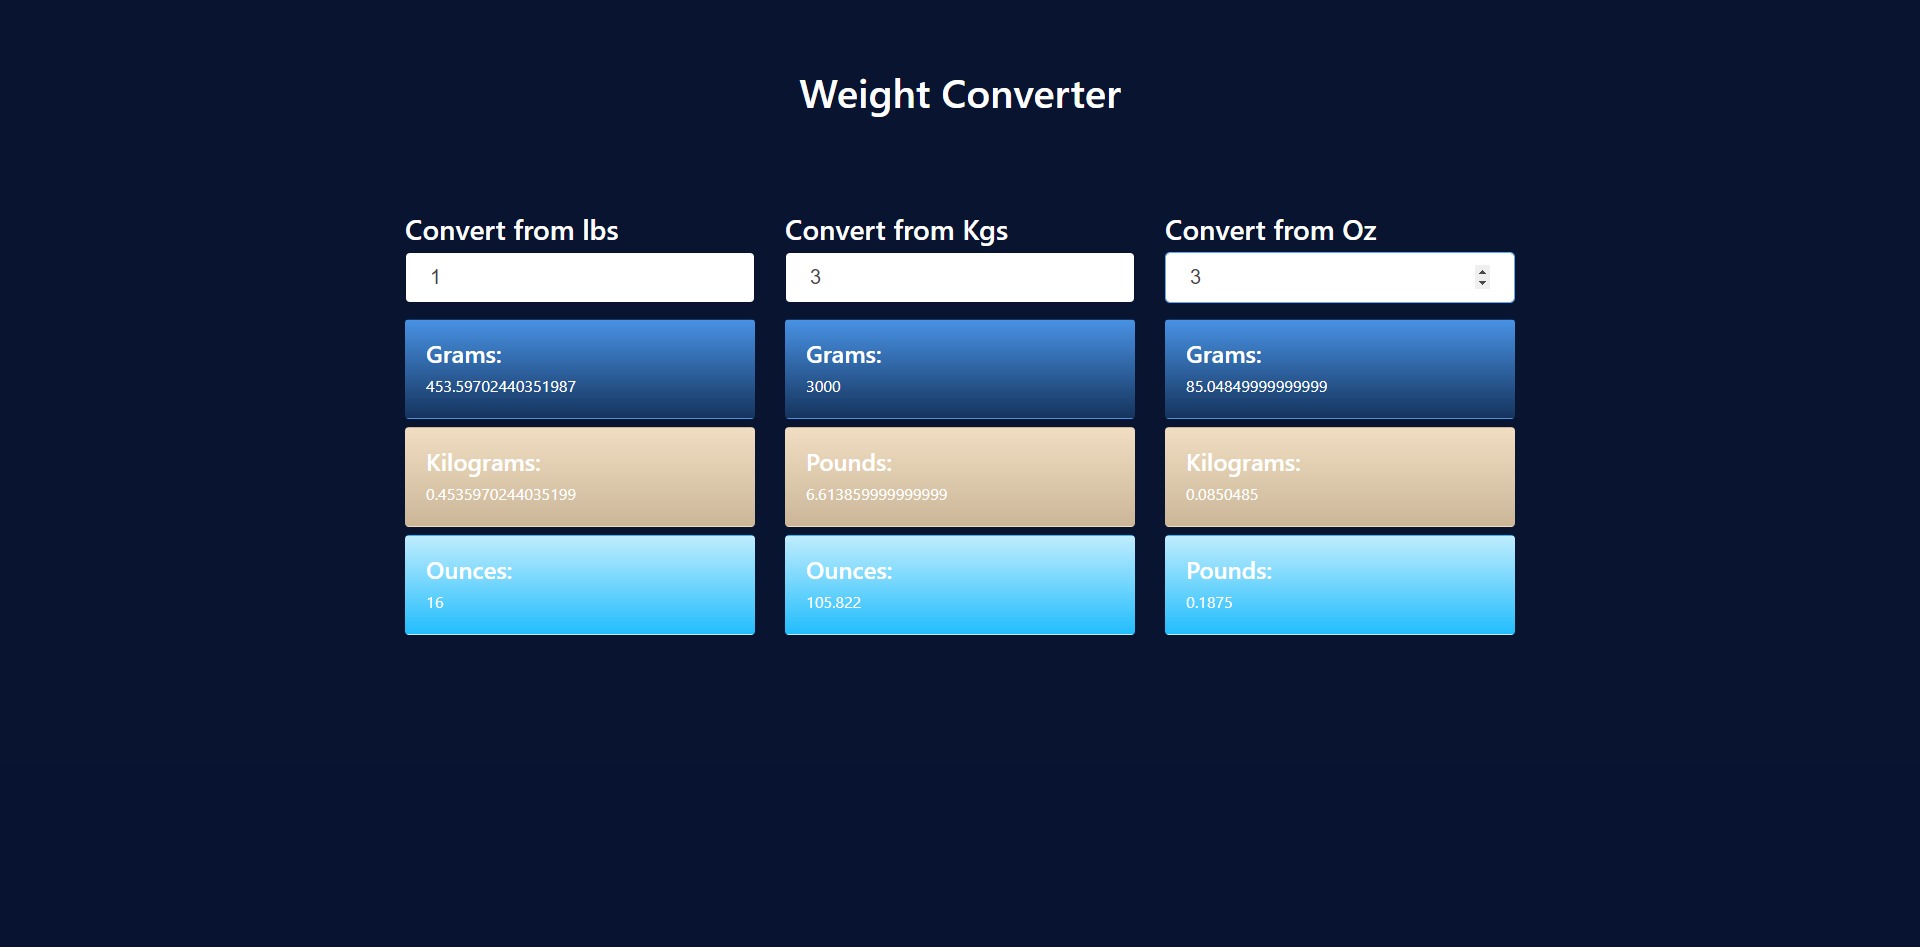 Weight Converter
Convert from lbs
1
Grams:
453.59702440351987
Kilograms:
0.4535970244035199
Ounces:
16
Convert from Kgs
3
Grams:
3000
Pounds:
6.613859999999999
Ounces:
105.822
Convert from Oz
3
Grams:
85.04849999999999
Kilograms:
0.0850485
Pounds:
0.1875